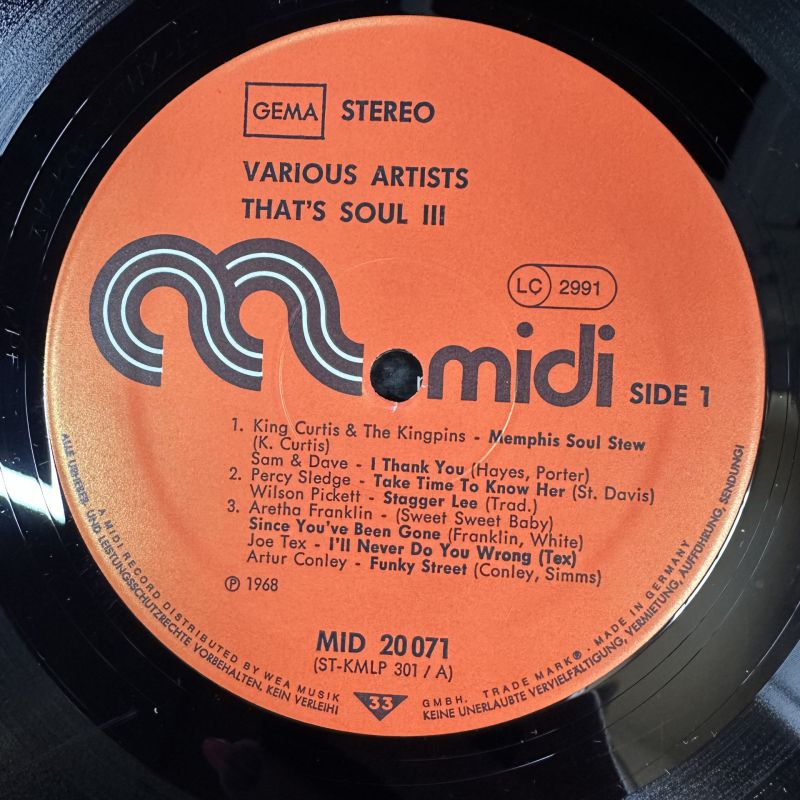 GEMA STEREO
VARIOUS ARTISTS
THAT'S SOUL III
LC 2991
midi SIDE 1
1. King Curtis & The Kingpins - Memphis Soul Stew
(K. Curtis)
Sam & Dave - I Thank You (Hayes, Porter)
2. Percy Sledge - Take Time To Know Her (St. Davis)
Wilson Pickett - Stagger Lee (Trad.)
3. Aretha Franklin - (Sweet Sweet Baby)
Since You've Been Gone (Franklin, White)
Joe Tex - I'll Never Do You Wrong (Tex)
Artur Conley - Funky Street (Conley, Simms)
℗ 1968
MID 20 071
(ST-KMLP 301 / A)
33
A MIDI RECORD DISTRIBUTED BY WEA MUSIK GMBH. TRADE MARK® MADE IN GERMANY
ALLE URHEBER- UND LEISTUNGSSCHUTZRECHTE VORBEHALTEN. KEIN VERLEIH! KEINE UNERLAUBTE VERVIELFÄLTIGUNG, VERMIETUNG, AUFFÜHRUNG, SENDUNG!